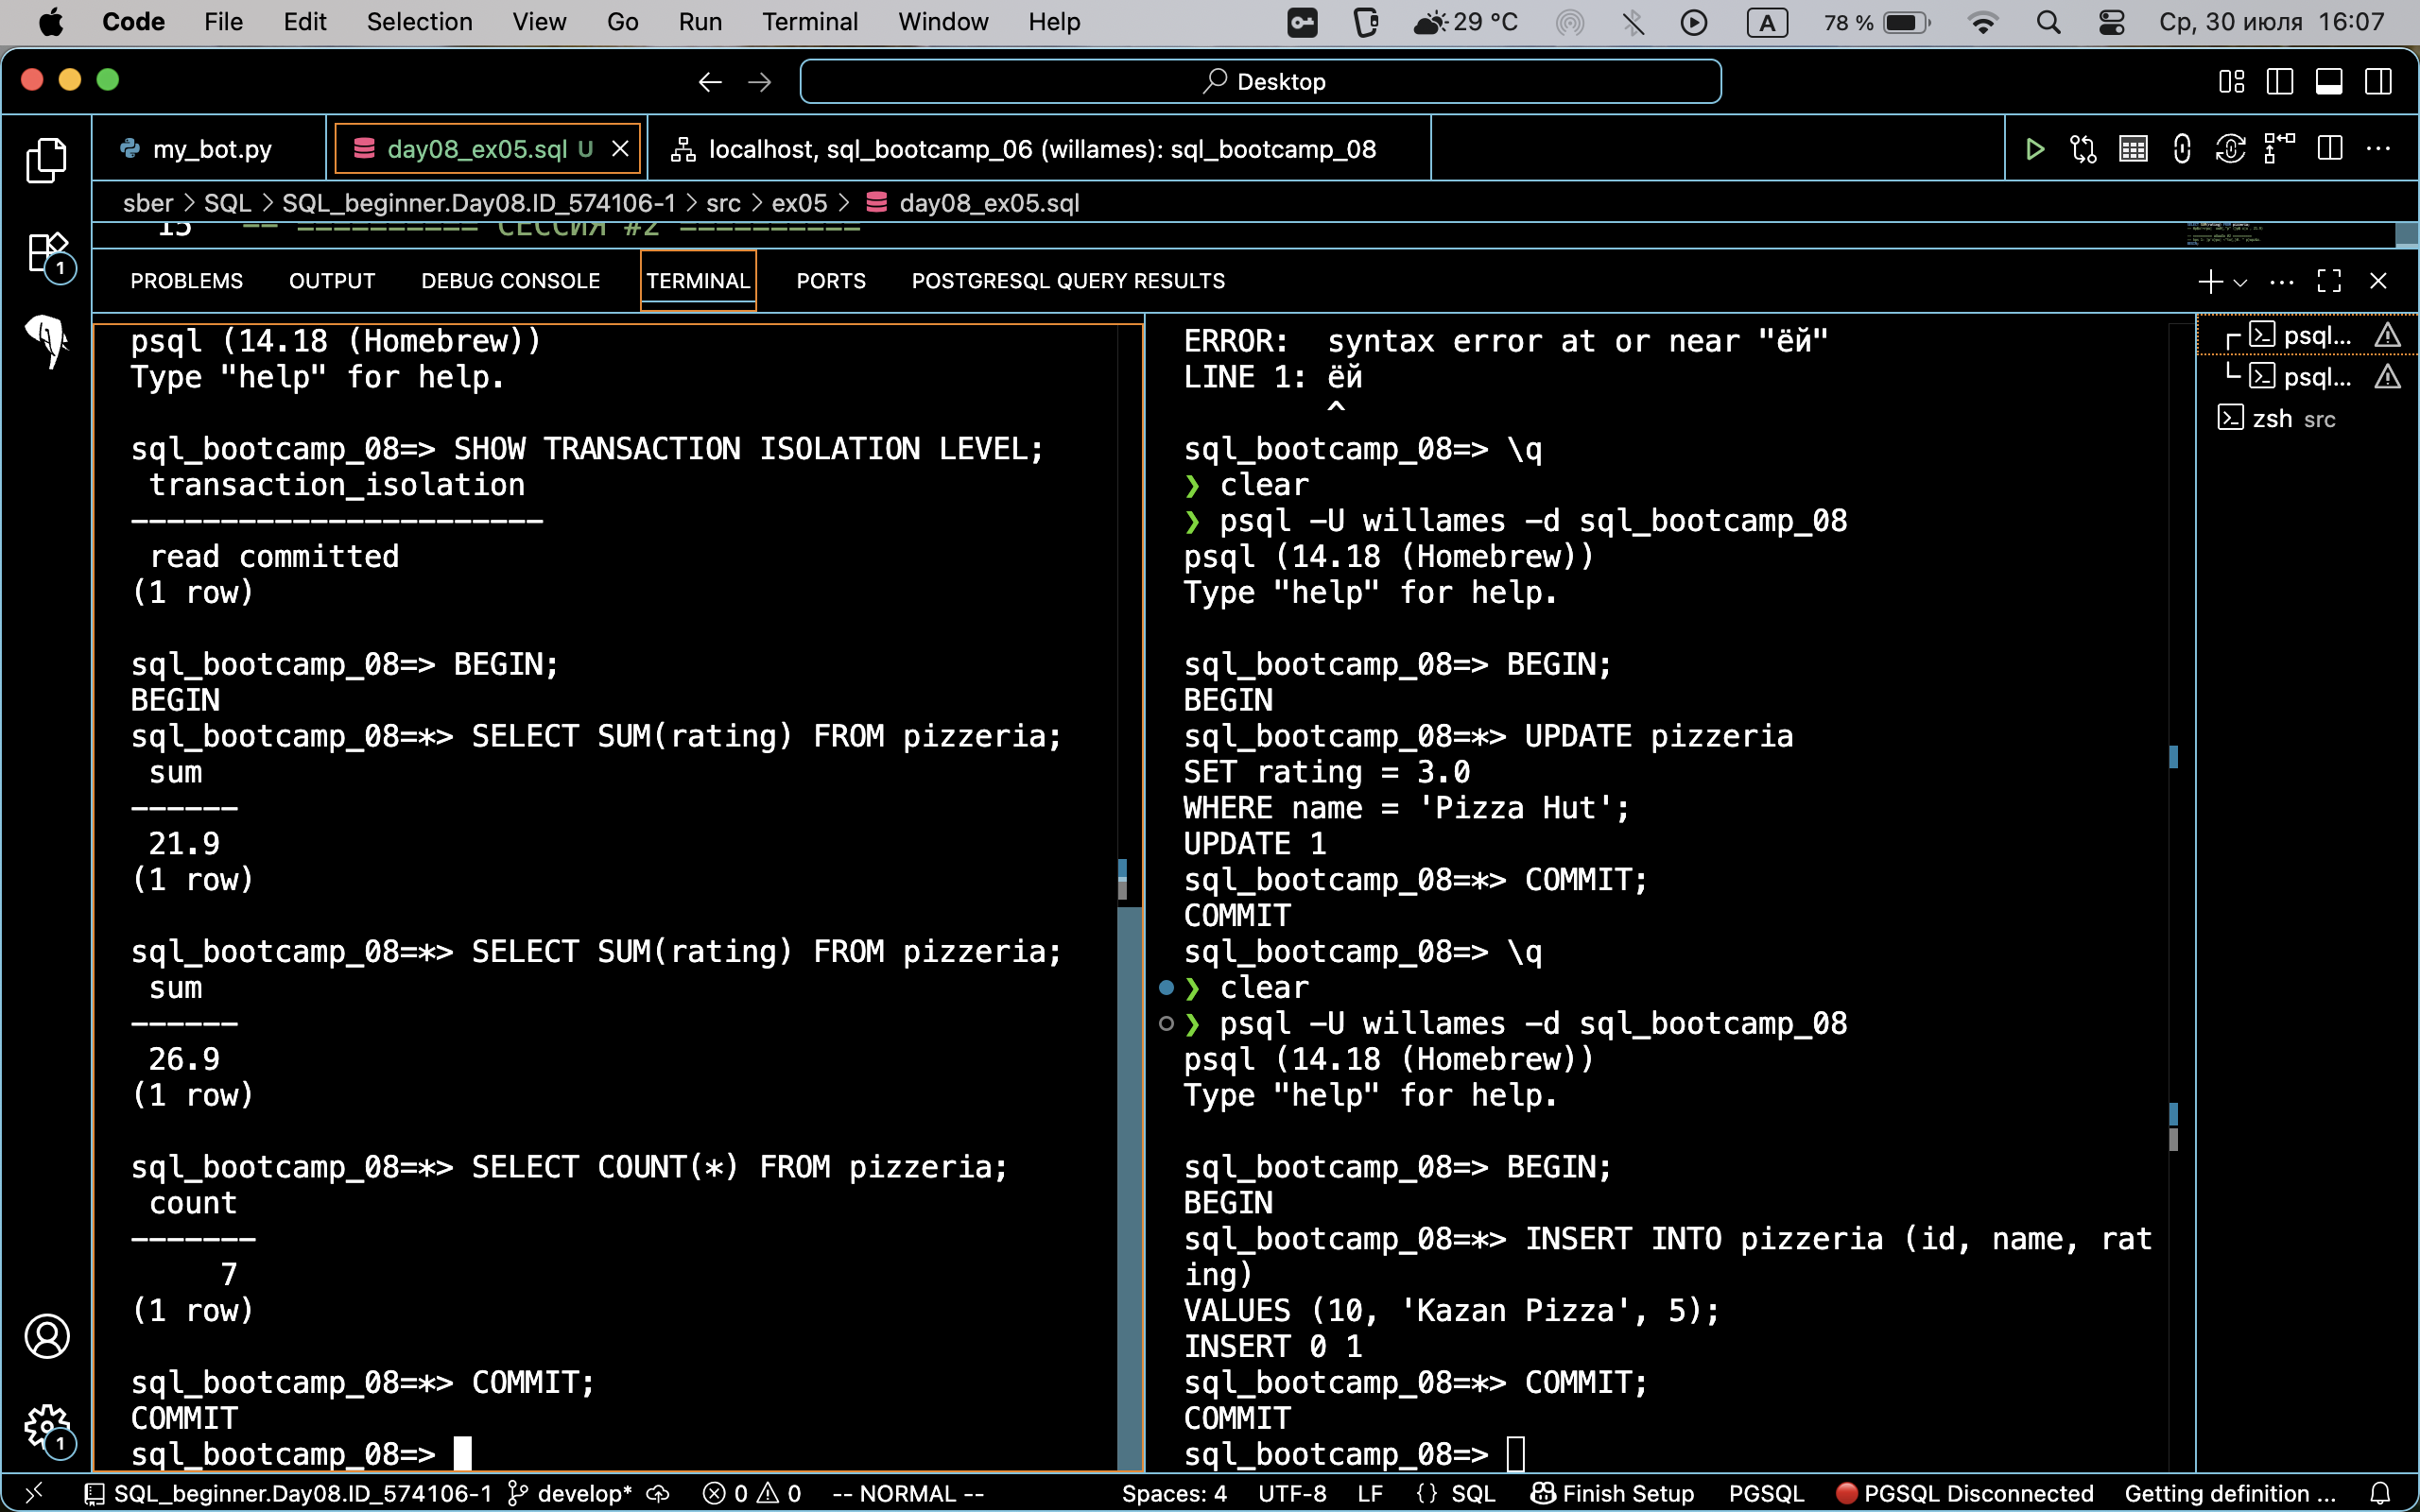 Code File Edit Selection View Go Run Terminal Window Help 29 °C A 78 % Ср, 30 июля 16:07
Desktop
my_bot.py day08_ex05.sql U localhost, sql_bootcamp_06 (willames): sql_bootcamp_08
sber > SQL > SQL_beginner.Day08.ID_574106-1 > src > ex05 > day08_ex05.sql
15 -- ========== СЕССИЯ #2 ==========
1
PROBLEMS OUTPUT DEBUG CONSOLE TERMINAL PORTS POSTGRESQL QUERY RESULTS
psql (14.18 (Homebrew))
Type "help" for help.
sql_bootcamp_08=> SHOW TRANSACTION ISOLATION LEVEL;
transaction_isolation
-----------------------
read committed
(1 row)
sql_bootcamp_08=> BEGIN;
BEGIN
sql_bootcamp_08=*> SELECT SUM(rating) FROM pizzeria;
sum
------
21.9
(1 row)
sql_bootcamp_08=*> SELECT SUM(rating) FROM pizzeria;
sum
------
26.9
(1 row)
sql_bootcamp_08=*> SELECT COUNT(*) FROM pizzeria;
count
-------
7
(1 row)
sql_bootcamp_08=*> COMMIT;
COMMIT
sql_bootcamp_08=>
ERROR:  syntax error at or near "ёй"
LINE 1: ёй
^
sql_bootcamp_08=> \q
❯ clear
❯ psql -U willames -d sql_bootcamp_08
psql (14.18 (Homebrew))
Type "help" for help.
sql_bootcamp_08=> BEGIN;
BEGIN
sql_bootcamp_08=*> UPDATE pizzeria
SET rating = 3.0
WHERE name = 'Pizza Hut';
UPDATE 1
sql_bootcamp_08=*> COMMIT;
COMMIT
sql_bootcamp_08=> \q
❯ clear
❯ psql -U willames -d sql_bootcamp_08
psql (14.18 (Homebrew))
Type "help" for help.
sql_bootcamp_08=> BEGIN;
BEGIN
sql_bootcamp_08=*> INSERT INTO pizzeria (id, name, rat
ing)
VALUES (10, 'Kazan Pizza', 5);
INSERT 0 1
sql_bootcamp_08=*> COMMIT;
COMMIT
sql_bootcamp_08=>
psql...
psql...
zsh src
1
SQL_beginner.Day08.ID_574106-1 develop* 0 0 -- NORMAL -- Spaces: 4 UTF-8 LF {} SQL Finish Setup PGSQL PGSQL Disconnected Getting definition ...